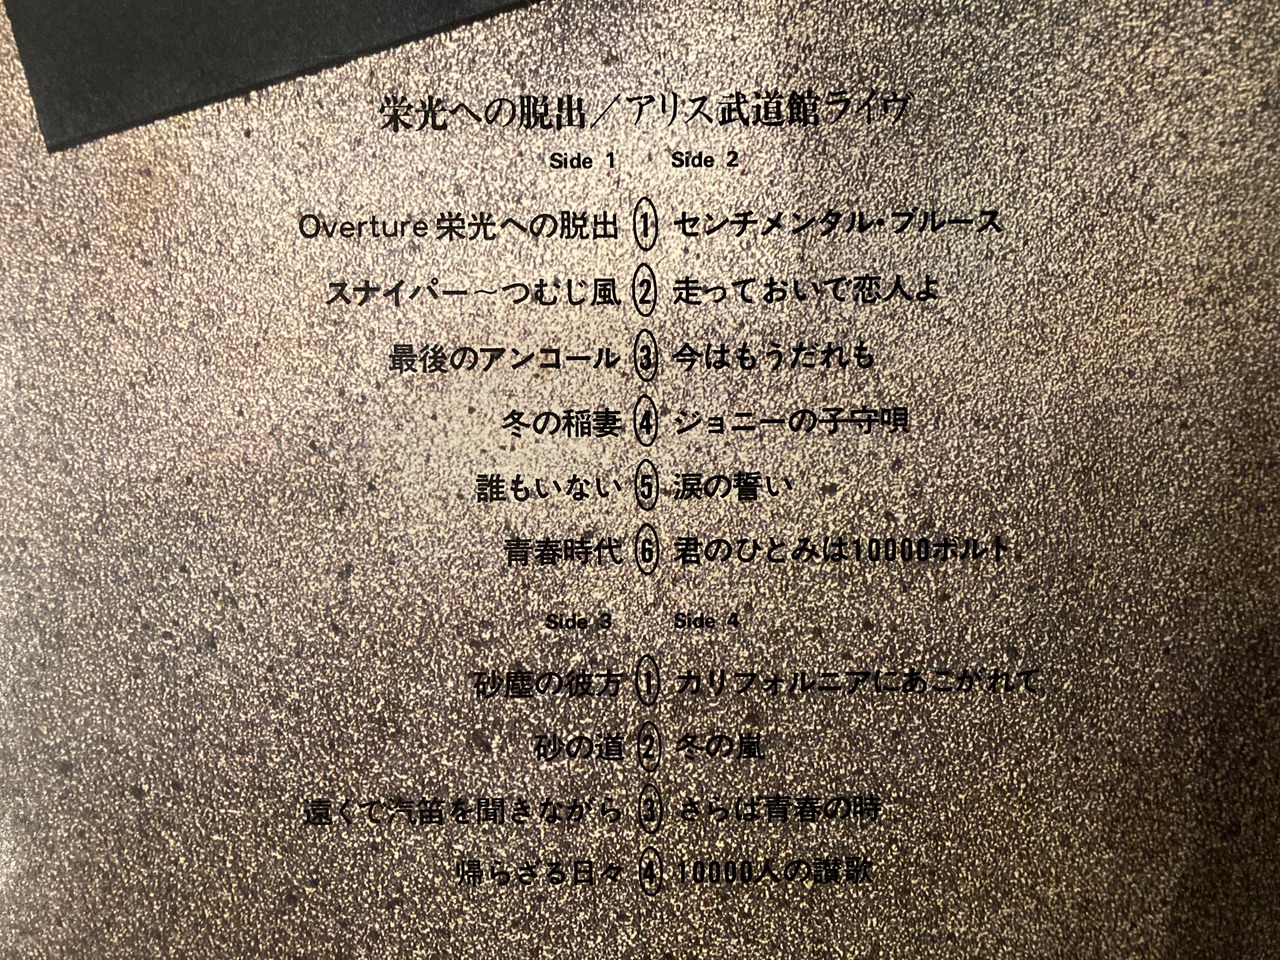 栄光への脱出／アリス武道館ライヴ
Side 1 Side 2
Overture 栄光への脱出 ① センチメンタル・ブルース
スナイパー～つむじ風 ② 走っておいで恋人よ
最後のアンコール ③ 今はもうだれも
冬の稲妻 ④ ジョニーの子守唄
誰もいない ⑤ 涙の誓い
青春時代 ⑥ 君のひとみは10000ボルト
Side 3 Side 4
砂塵の彼方 ① カリフォルニアにあこがれて
砂の道 ② 冬の嵐
遠くで汽笛を聞きながら ③ さらば青春の時
帰らざる日々 ④ 10000人の讃歌